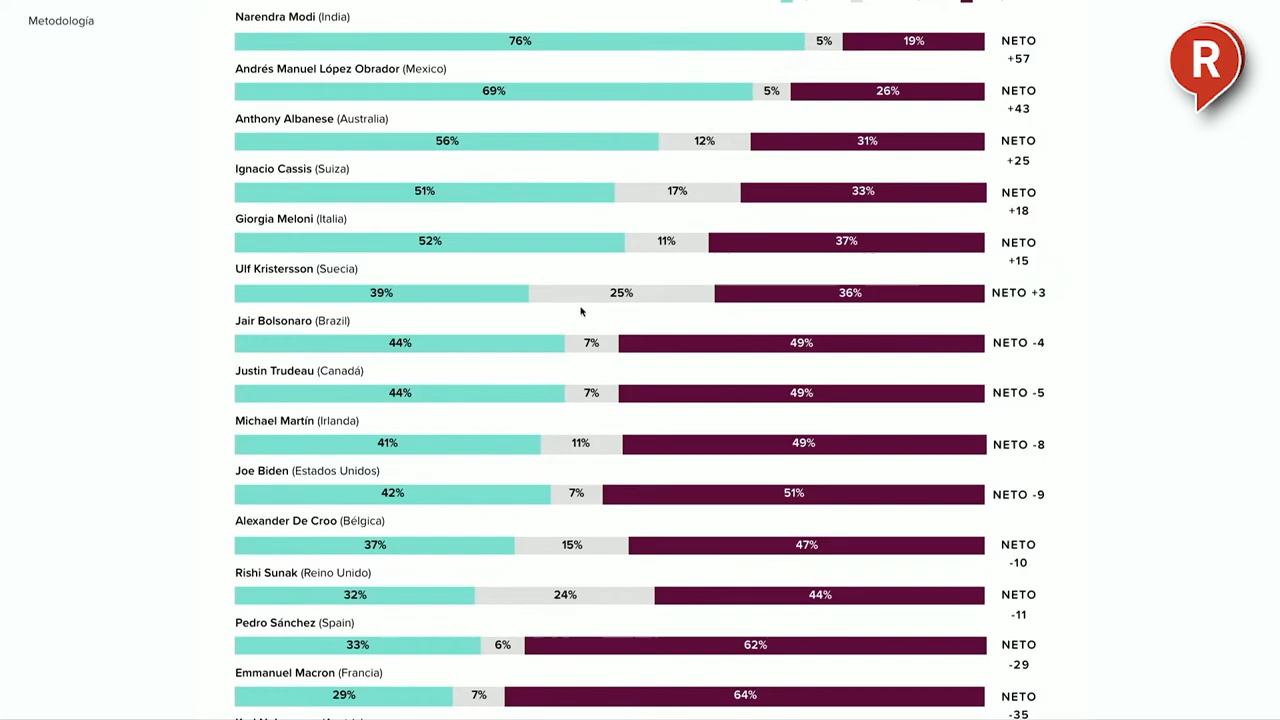 Metodología
R
Narendra Modi (India)
76% 5% 19% NETO
+57
Andrés Manuel López Obrador (Mexico)
69% 5% 26% NETO
+43
Anthony Albanese (Australia)
56% 12% 31% NETO
+25
Ignacio Cassis (Suiza)
51% 17% 33% NETO
+18
Giorgia Meloni (Italia)
52% 11% 37% NETO
+15
Ulf Kristersson (Suecia)
39% 25% 36% NETO +3
Jair Bolsonaro (Brazil)
44% 7% 49% NETO -4
Justin Trudeau (Canadá)
44% 7% 49% NETO -5
Michael Martín (Irlanda)
41% 11% 49% NETO -8
Joe Biden (Estados Unidos)
42% 7% 51% NETO -9
Alexander De Croo (Bélgica)
37% 15% 47% NETO
-10
Rishi Sunak (Reino Unido)
32% 24% 44% NETO
-11
Pedro Sánchez (Spain)
33% 6% 62% NETO
-29
Emmanuel Macron (Francia)
29% 7% 64% NETO
-35